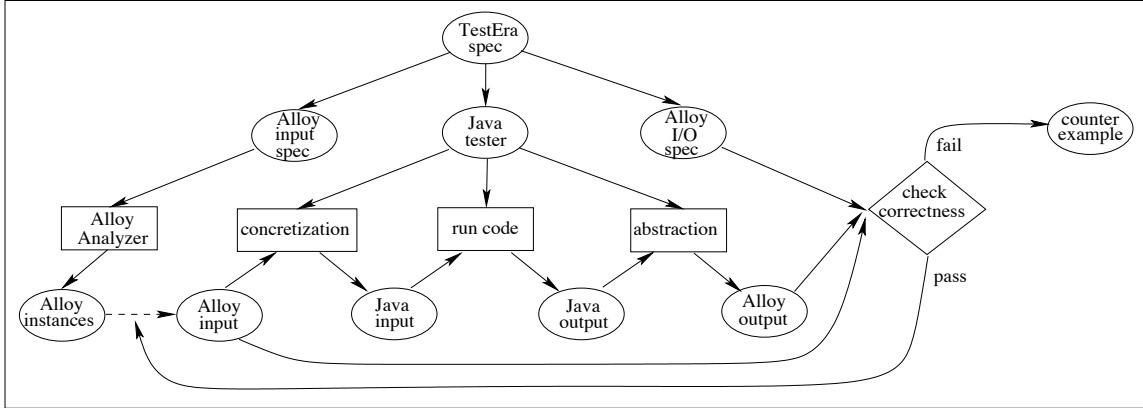 TestEra
spec
Alloy
input
spec
Java
tester
Alloy
I/O
spec
counter
example
fail
check
correctness
Alloy
Analyzer
concretization
run code
abstraction
pass
Alloy
instances
Alloy
input
Java
input
Java
output
Alloy
output